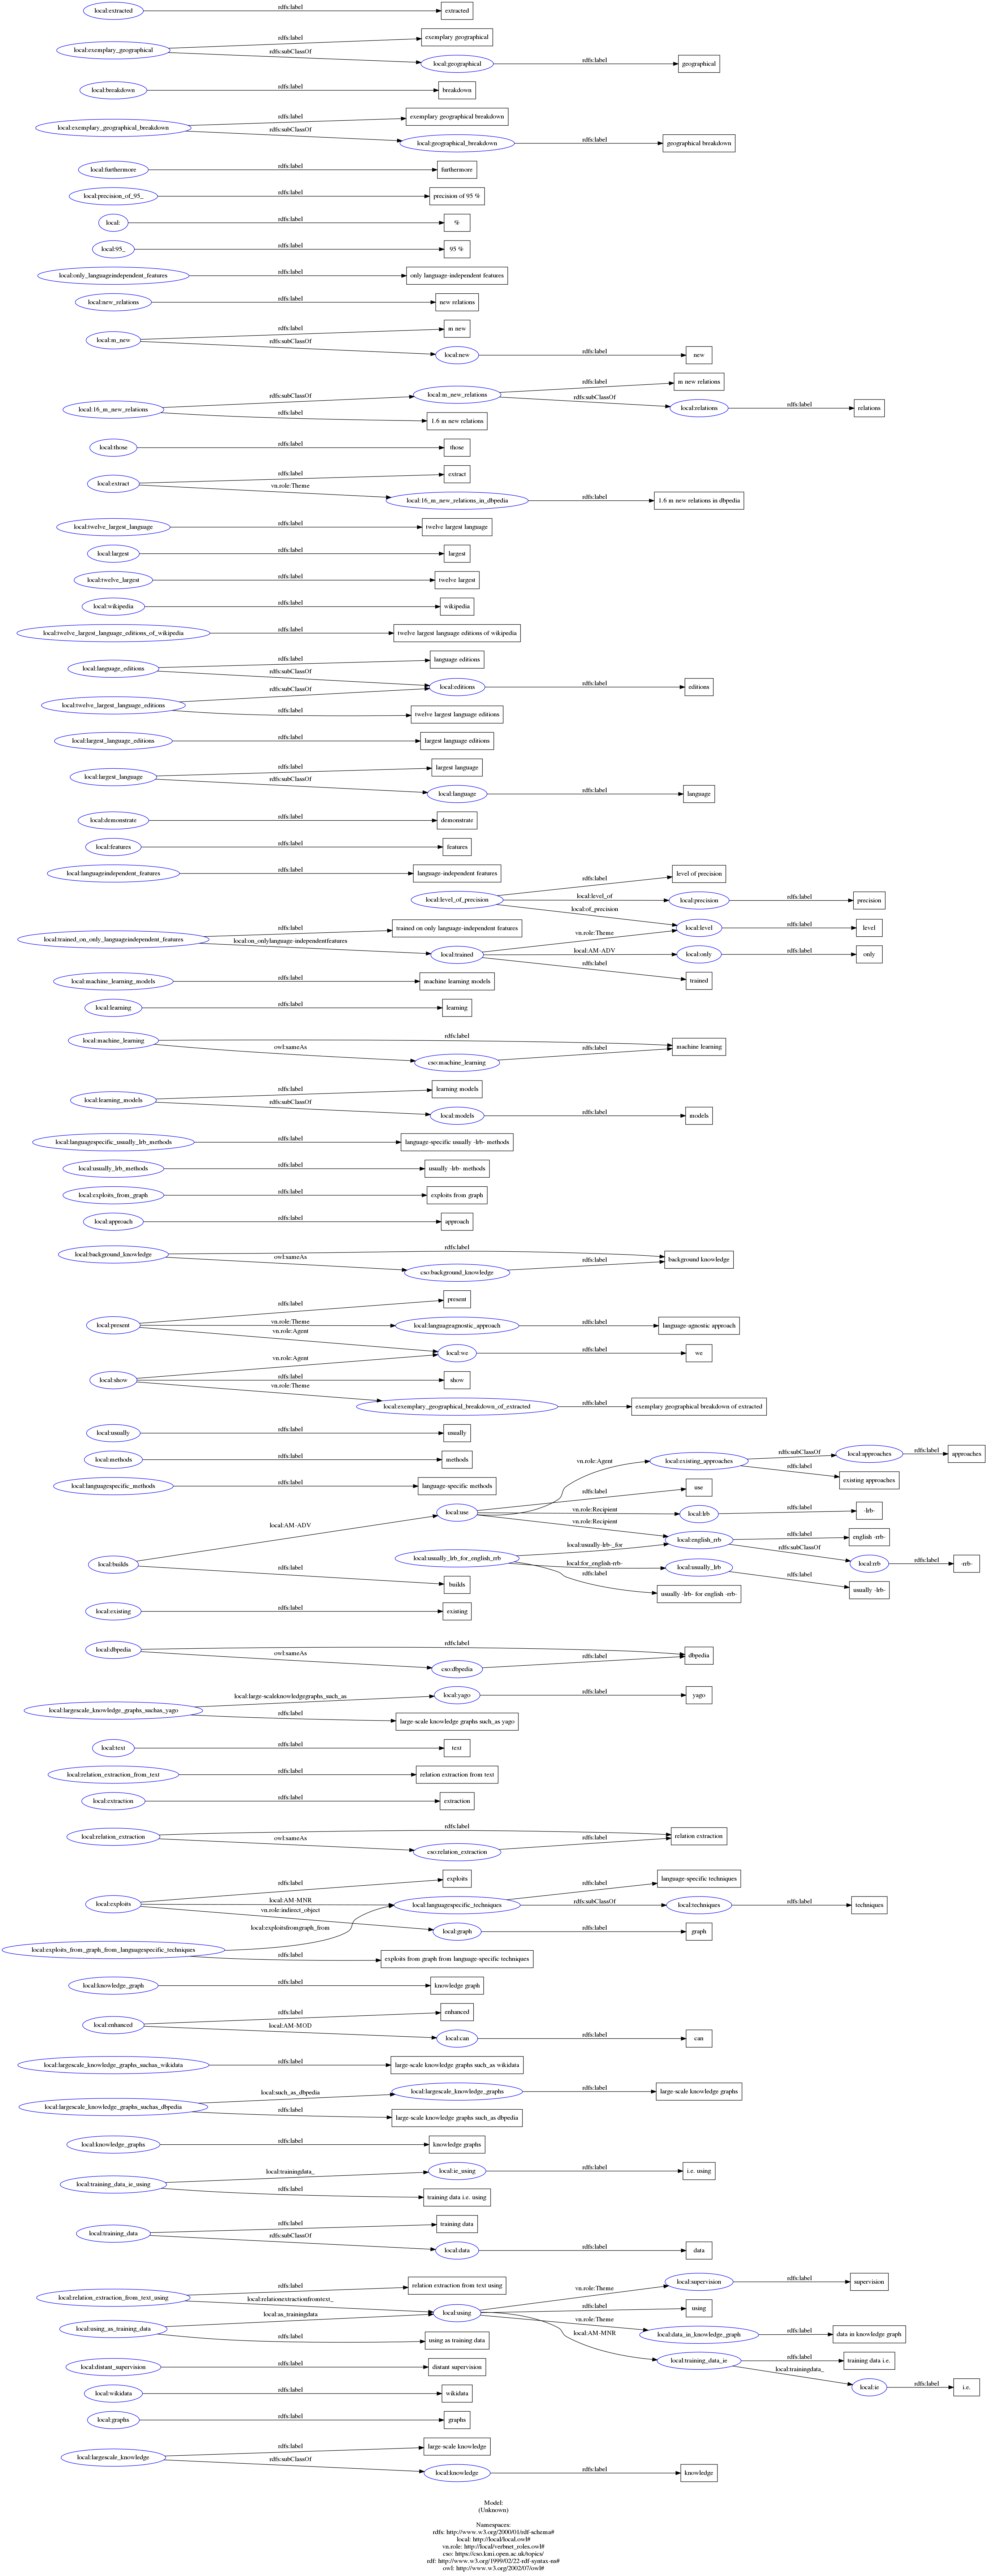 local:extracted rdfs:label extracted
local:exemplary_geographical rdfs:label exemplary geographical
rdfs:subClassOf local:geographical rdfs:label geographical
local:breakdown rdfs:label breakdown
local:exemplary_geographical_breakdown rdfs:label exemplary geographical breakdown
rdfs:subClassOf local:geographical_breakdown rdfs:label geographical breakdown
local:furthermore rdfs:label furthermore
local:precision_of_95_ rdfs:label precision of 95 %
local: rdfs:label %
local:95_ rdfs:label 95 %
local:only_languageindependent_features rdfs:label only language-independent features
local:new_relations rdfs:label new relations
local:m_new rdfs:label m new
rdfs:subClassOf local:new rdfs:label new
local:16_m_new_relations rdfs:subClassOf local:m_new_relations rdfs:label m new relations
rdfs:subClassOf local:relations rdfs:label relations
rdfs:label 1.6 m new relations
local:those rdfs:label those
local:extract rdfs:label extract
vn.role:Theme local:16_m_new_relations_in_dbpedia rdfs:label 1.6 m new relations in dbpedia
local:twelve_largest_language rdfs:label twelve largest language
local:largest rdfs:label largest
local:twelve_largest rdfs:label twelve largest
local:wikipedia rdfs:label wikipedia
local:twelve_largest_language_editions_of_wikipedia rdfs:label twelve largest language editions of wikipedia
local:language_editions rdfs:label language editions
rdfs:subClassOf local:editions rdfs:label editions
local:twelve_largest_language_editions rdfs:subClassOf
rdfs:label twelve largest language editions
local:largest_language_editions rdfs:label largest language editions
local:largest_language rdfs:label largest language
rdfs:subClassOf local:language rdfs:label language
local:demonstrate rdfs:label demonstrate
local:features rdfs:label features
local:languageindependent_features rdfs:label language-independent features
local:level_of_precision rdfs:label level of precision
local:level_of local:precision rdfs:label precision
local:of_precision local:level rdfs:label level
local:trained_on_only_languageindependent_features rdfs:label trained on only language-independent features
local:on_onlylanguage-independentfeatures local:trained vn.role:Theme
local:AM-ADV local:only rdfs:label only
rdfs:label trained
local:machine_learning_models rdfs:label machine learning models
local:learning rdfs:label learning
local:machine_learning rdfs:label machine learning
owl:sameAs cso:machine_learning rdfs:label
local:learning_models rdfs:label learning models
rdfs:subClassOf local:models rdfs:label models
local:languagespecific_usually_lrb_methods rdfs:label language-specific usually -lrb- methods
local:usually_lrb_methods rdfs:label usually -lrb- methods
local:exploits_from_graph rdfs:label exploits from graph
local:approach rdfs:label approach
local:background_knowledge rdfs:label background knowledge
owl:sameAs cso:background_knowledge rdfs:label
local:present rdfs:label present
vn.role:Theme local:languageagnostic_approach rdfs:label language-agnostic approach
vn.role:Agent local:we rdfs:label we
local:show vn.role:Agent
rdfs:label show
vn.role:Theme local:exemplary_geographical_breakdown_of_extracted rdfs:label exemplary geographical breakdown of extracted
local:usually rdfs:label usually
local:methods rdfs:label methods
local:languagespecific_methods rdfs:label language-specific methods
local:builds local:AM-ADV local:use vn.role:Agent local:existing_approaches rdfs:subClassOf local:approaches rdfs:label approaches
rdfs:label existing approaches
rdfs:label use
vn.role:Recipient local:lrb rdfs:label -lrb-
vn.role:Recipient local:english_rrb rdfs:label english -rrb-
rdfs:subClassOf local:rrb rdfs:label -rrb-
local:usually_lrb_for_english_rrb local:usually-lrb-_for
local:for_english-rrb- local:usually_lrb rdfs:label usually -lrb-
rdfs:label usually -lrb- for english -rrb-
rdfs:label builds
local:existing rdfs:label existing
local:dbpedia rdfs:label dbpedia
owl:sameAs cso:dbpedia rdfs:label
local:largescale_knowledge_graphs_suchas_yago local:large-scaleknowledgegraphs_such_as local:yago rdfs:label yago
rdfs:label large-scale knowledge graphs such_as yago
local:text rdfs:label text
local:relation_extraction_from_text rdfs:label relation extraction from text
local:extraction rdfs:label extraction
local:relation_extraction rdfs:label relation extraction
owl:sameAs cso:relation_extraction rdfs:label
local:exploits rdfs:label exploits
local:AM-MNR local:languagespecific_techniques rdfs:label language-specific techniques
rdfs:subClassOf local:techniques rdfs:label techniques
vn.role:indirect_object local:graph rdfs:label graph
local:exploits_from_graph_from_languagespecific_techniques local:exploitsfromgraph_from
rdfs:label exploits from graph from language-specific techniques
local:knowledge_graph rdfs:label knowledge graph
local:enhanced rdfs:label enhanced
local:AM-MOD local:can rdfs:label can
local:largescale_knowledge_graphs_suchas_wikidata rdfs:label large-scale knowledge graphs such_as wikidata
local:largescale_knowledge_graphs_suchas_dbpedia local:such_as_dbpedia local:largescale_knowledge_graphs rdfs:label large-scale knowledge graphs
rdfs:label large-scale knowledge graphs such_as dbpedia
local:knowledge_graphs rdfs:label knowledge graphs
local:training_data_ie_using local:trainingdata_ local:ie_using rdfs:label i.e. using
rdfs:label training data i.e. using
local:training_data rdfs:label training data
rdfs:subClassOf local:data rdfs:label data
local:relation_extraction_from_text_using rdfs:label relation extraction from text using
local:relationextractionfromtext_ local:using vn.role:Theme local:supervision rdfs:label supervision
rdfs:label using
vn.role:Theme local:data_in_knowledge_graph rdfs:label data in knowledge graph
local:AM-MNR local:training_data_ie rdfs:label training data i.e.
local:trainingdata_ local:ie rdfs:label i.e.
local:using_as_training_data local:as_trainingdata
rdfs:label using as training data
local:distant_supervision rdfs:label distant supervision
local:wikidata rdfs:label wikidata
local:graphs rdfs:label graphs
local:largescale_knowledge rdfs:label large-scale knowledge
rdfs:subClassOf local:knowledge rdfs:label knowledge
Model:
(Unknown)
Namespaces:
rdfs: http://www.w3.org/2000/01/rdf-schema#
local: http://local/local.owl#
vn.role: http://local/verbnet_roles.owl#
cso: https://cso.kmi.open.ac.uk/topics/
rdf: http://www.w3.org/1999/02/22-rdf-syntax-ns#
owl: http://www.w3.org/2002/07/owl#